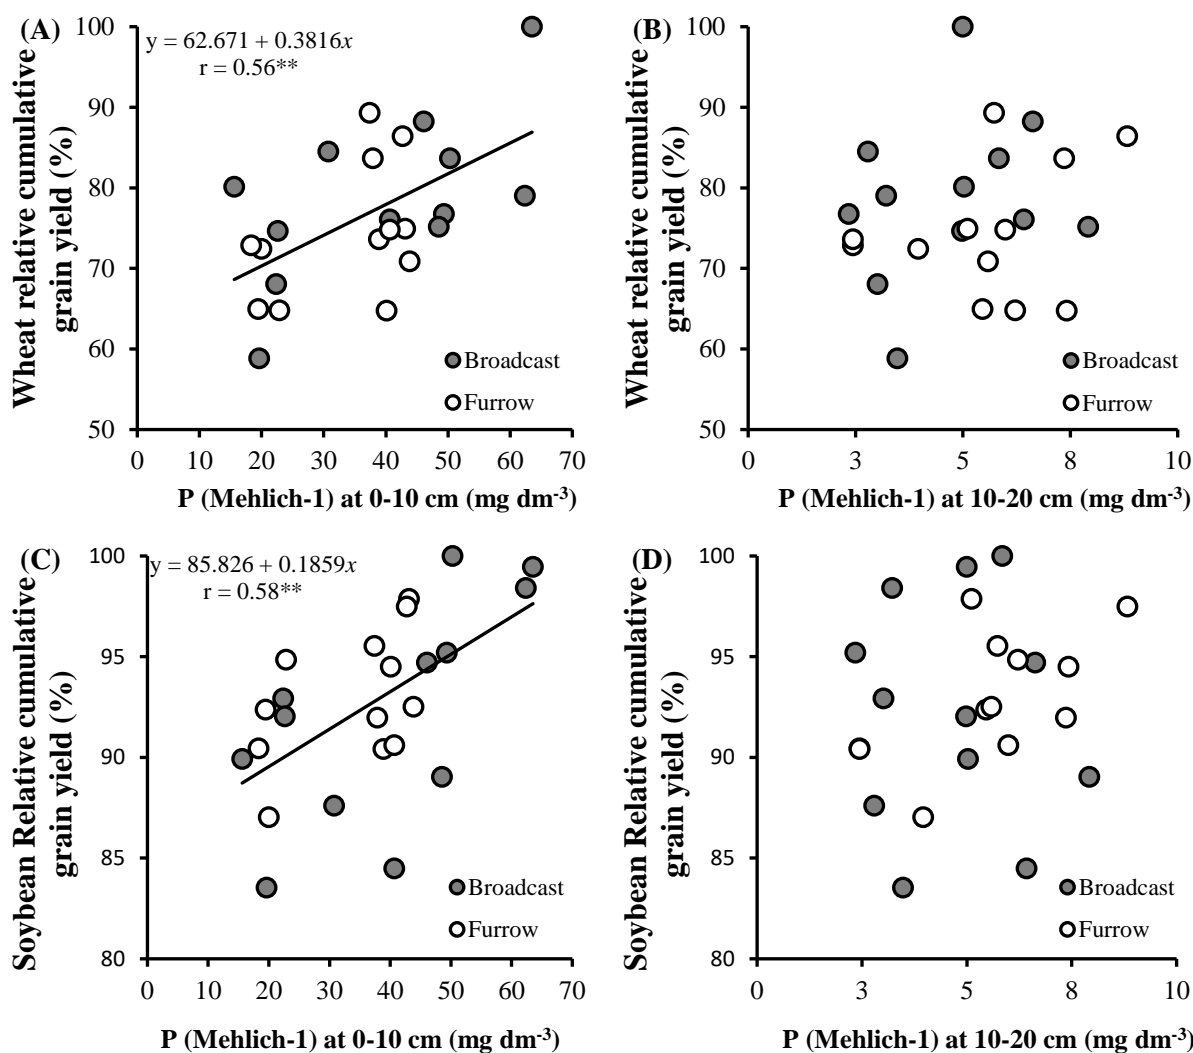 (A)
y = 62.671 + 0.3816x
r = 0.56**
Wheat relative cumulative
grain yield (%)
100
90
80
70
60
50
Broadcast
Furrow
0 10 20 30 40 50 60 70
P (Mehlich-1) at 0-10 cm (mg dm-3)
(B)
Wheat relative cumulative
grain yield (%)
100
90
80
70
60
50
Broadcast
Furrow
0 3 5 8 10
P (Mehlich-1) at 10-20 cm (mg dm-3)
(C)
y = 85.826 + 0.1859x
r = 0.58**
Soybean Relative cumulative
grain yield (%)
100
95
90
85
80
Broadcast
Furrow
0 10 20 30 40 50 60 70
P (Mehlich-1) at 0-10 cm (mg dm-3)
(D)
Soybean Relative cumulative
grain yield (%)
100
95
90
85
80
Broadcast
Furrow
0 3 5 8 10
P (Mehlich-1) at 10-20 cm (mg dm-3)